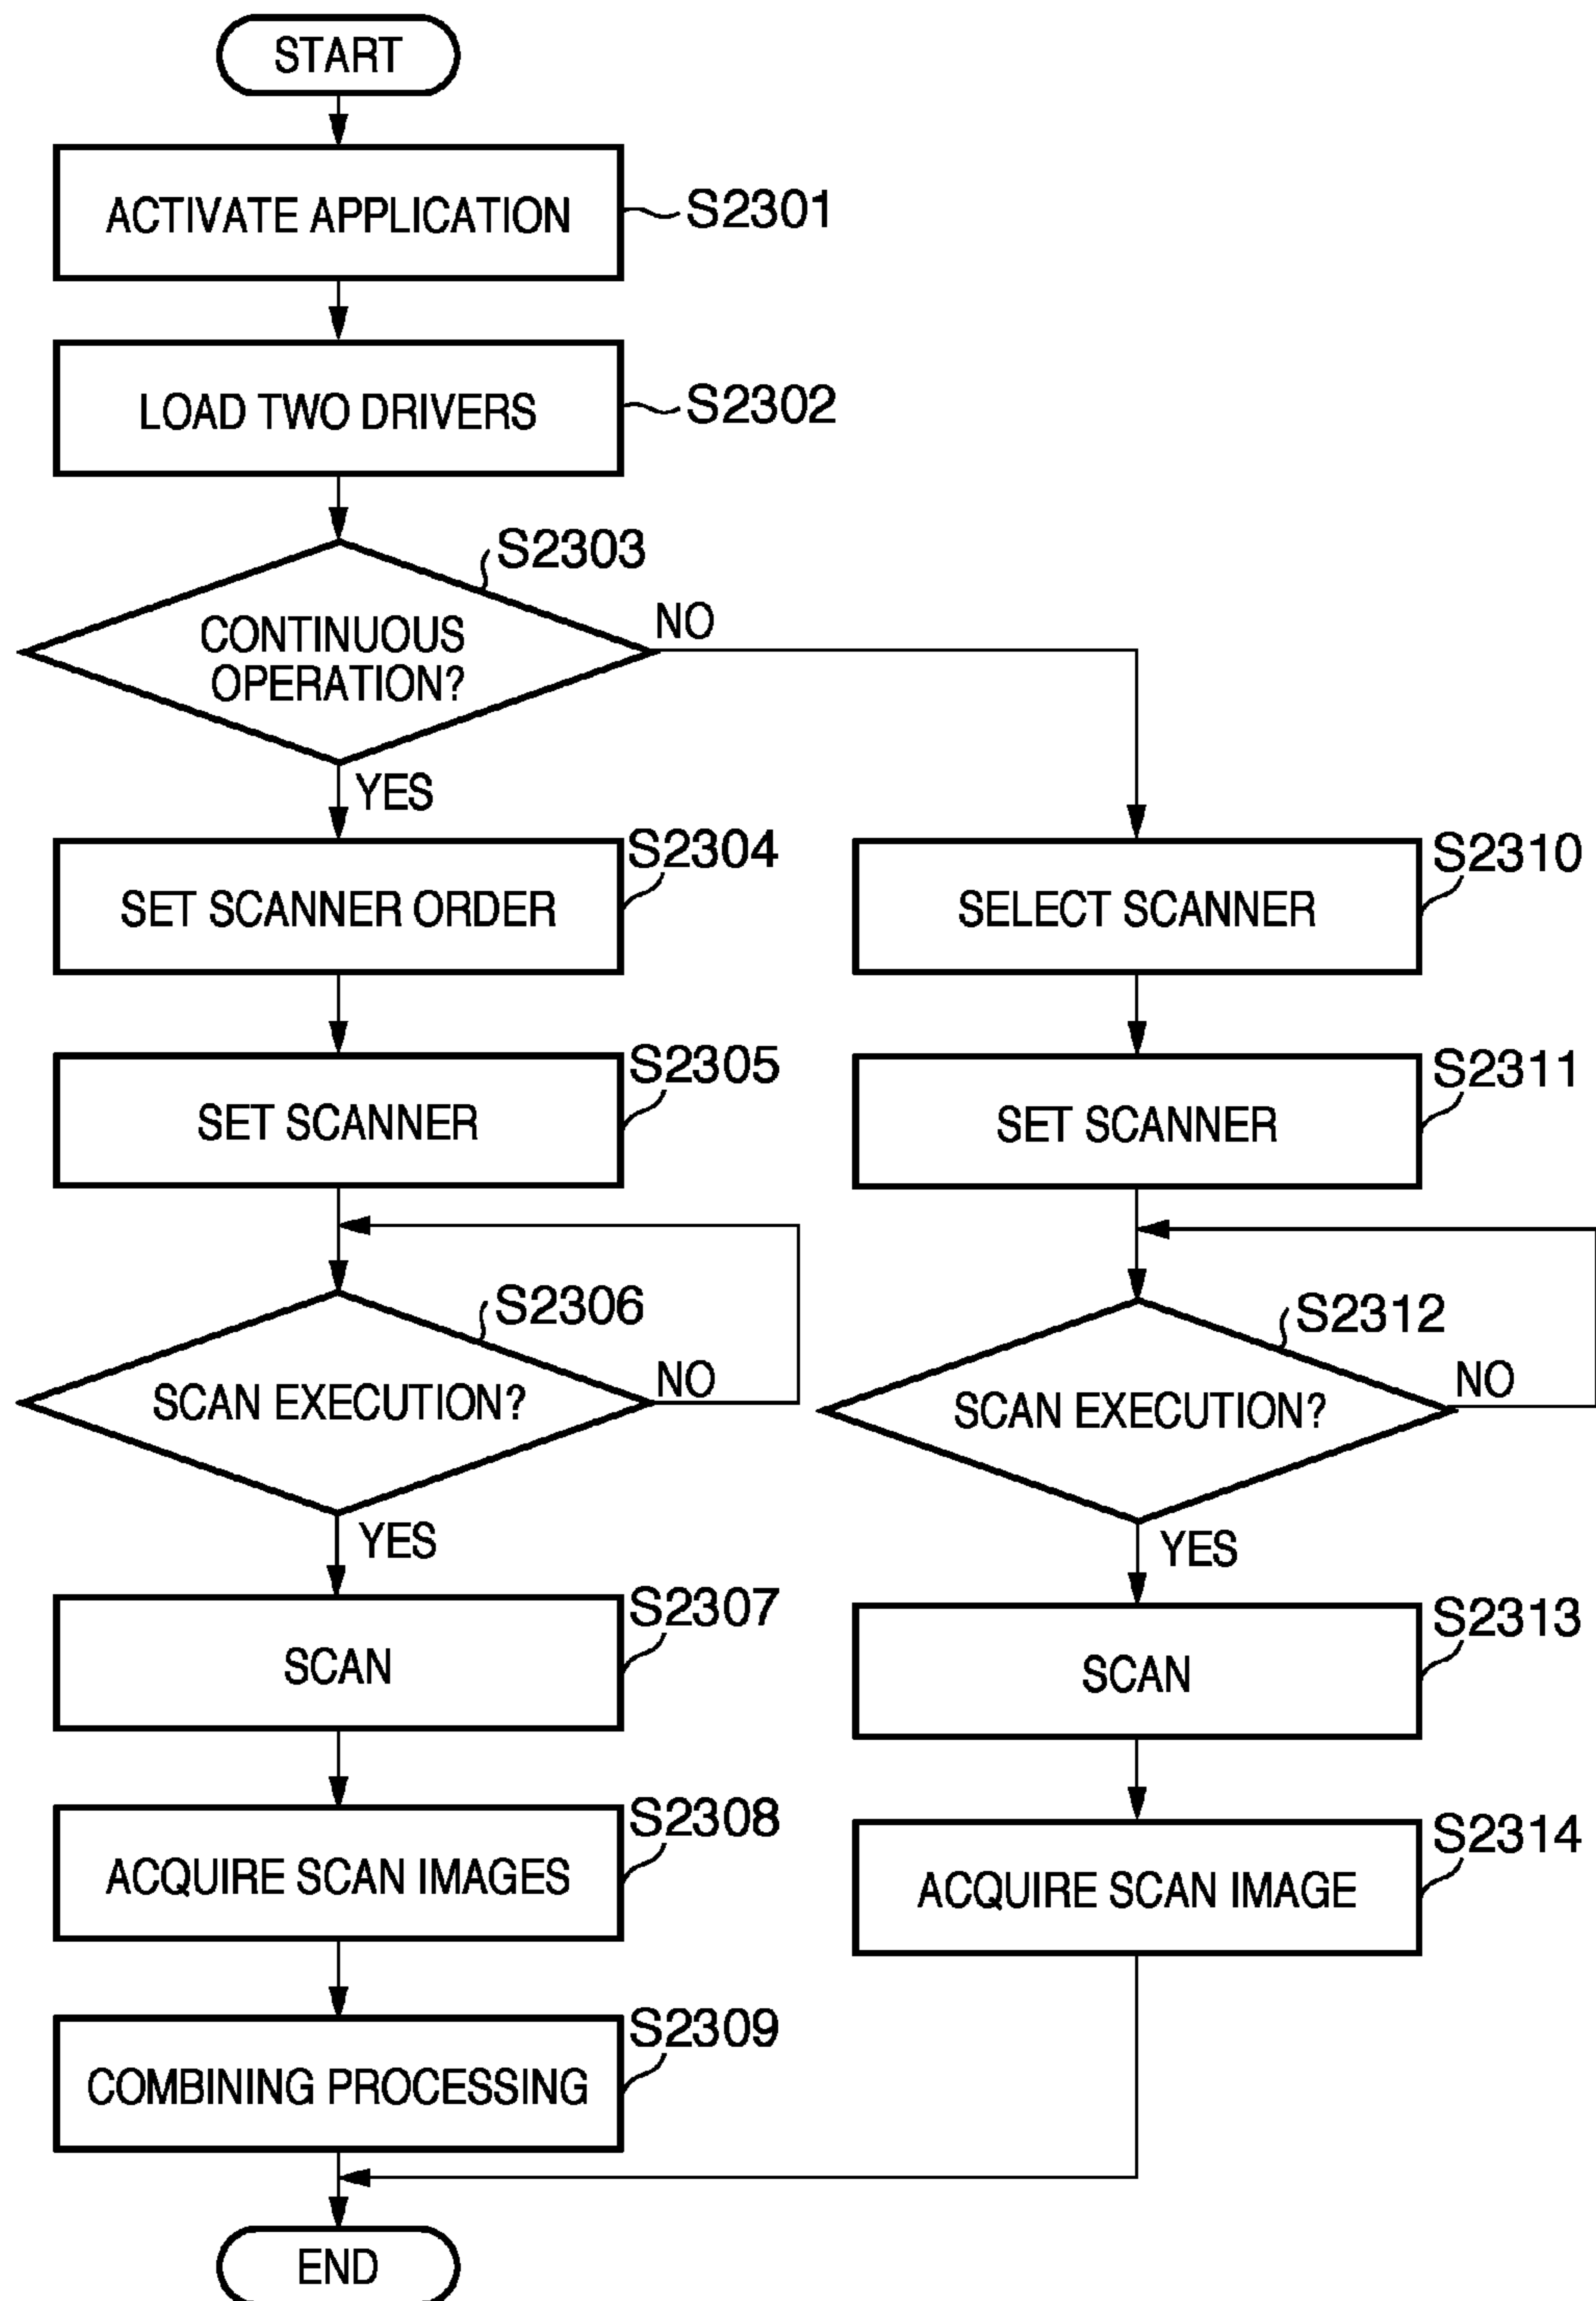 START
ACTIVATE APPLICATION
S2301
LOAD TWO DRIVERS
S2302
S2303
CONTINUOUS
OPERATION?
NO
YES
S2304
SET SCANNER ORDER
S2305
SET SCANNER
S2306
SCAN EXECUTION?
NO
YES
S2307
SCAN
S2308
ACQUIRE SCAN IMAGES
S2309
COMBINING PROCESSING
S2310
SELECT SCANNER
S2311
SET SCANNER
S2312
SCAN EXECUTION?
NO
YES
S2313
SCAN
S2314
ACQUIRE SCAN IMAGE
END